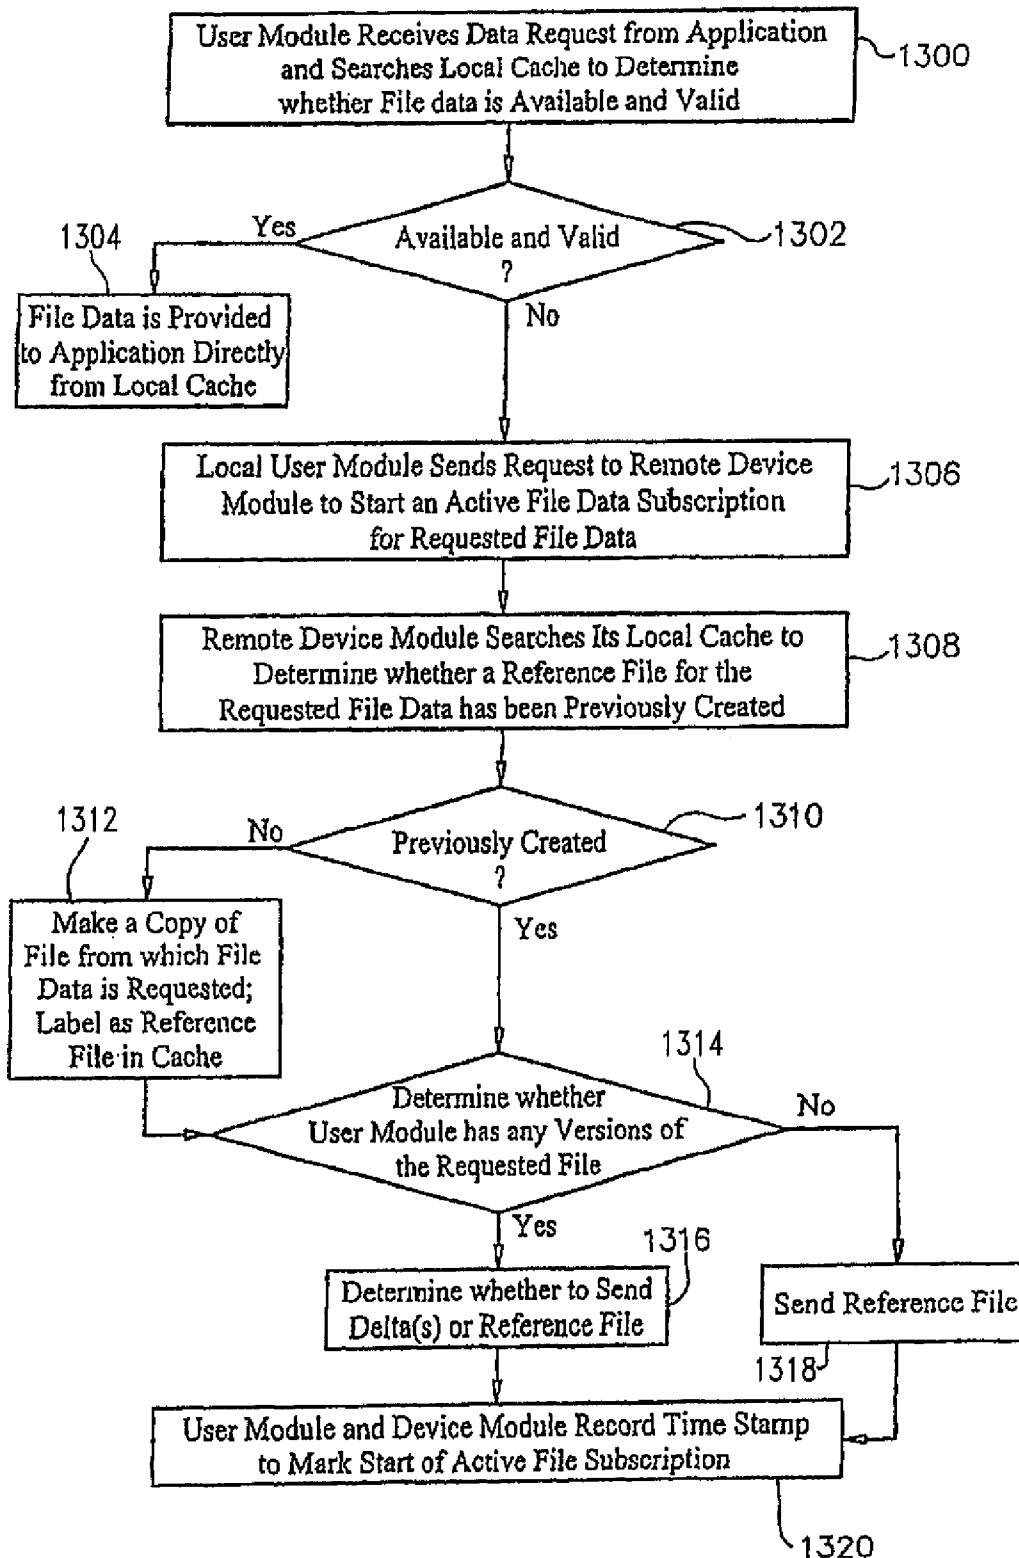 User Module Receives Data Request from Application
and Searches Local Cache to Determine
whether File data is Available and Valid
1300
Available and Valid
?
1302
Yes
1304
No
File Data is Provided
to Application Directly
from Local Cache
Local User Module Sends Request to Remote Device
Module to Start an Active File Data Subscription
for Requested File Data
1306
Remote Device Module Searches Its Local Cache to
Determine whether a Reference File for the
Requested File Data has been Previously Created
1308
Previously Created
?
1310
No
1312
Yes
Make a Copy of
File from which File
Data is Requested;
Label as Reference
File in Cache
Determine whether
User Module has any Versions of
the Requested File
1314
No
Yes
1316
Determine whether to Send
Delta(s) or Reference File
Send Reference File
1318
User Module and Device Module Record Time Stamp
to Mark Start of Active File Subscription
1320